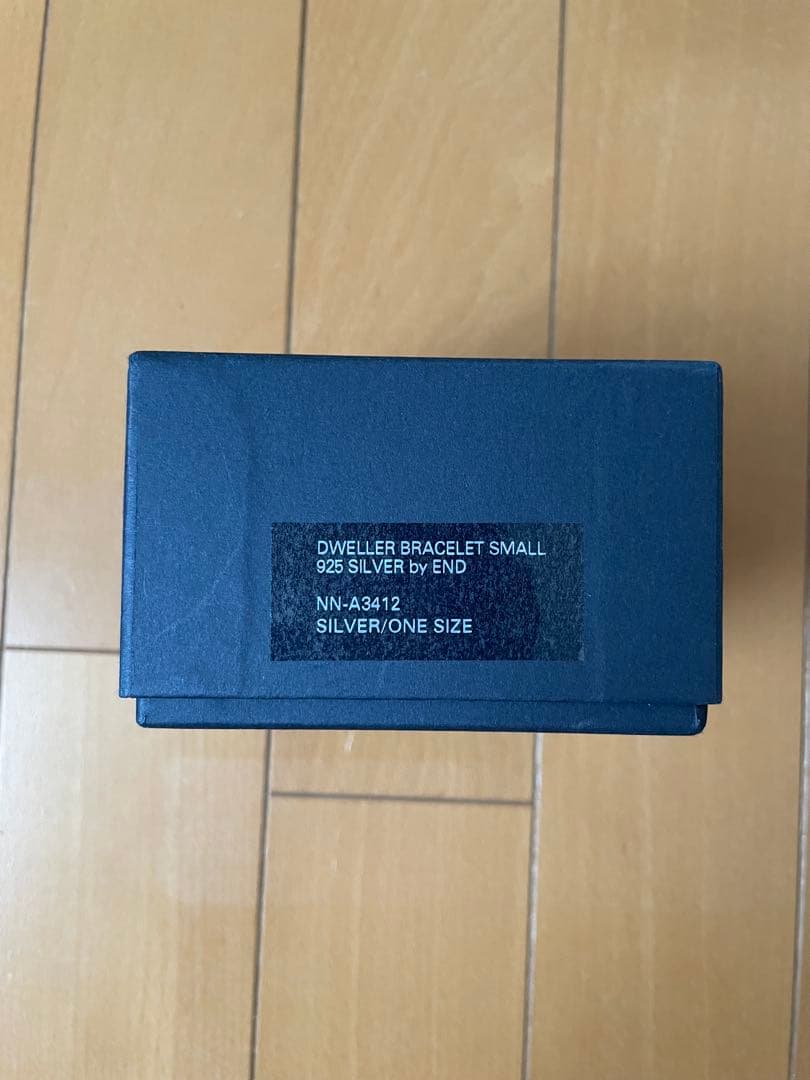 DWELLER BRACELET SMALL
925 SILVER by END
NN-A3412
SILVER/ONE SIZE